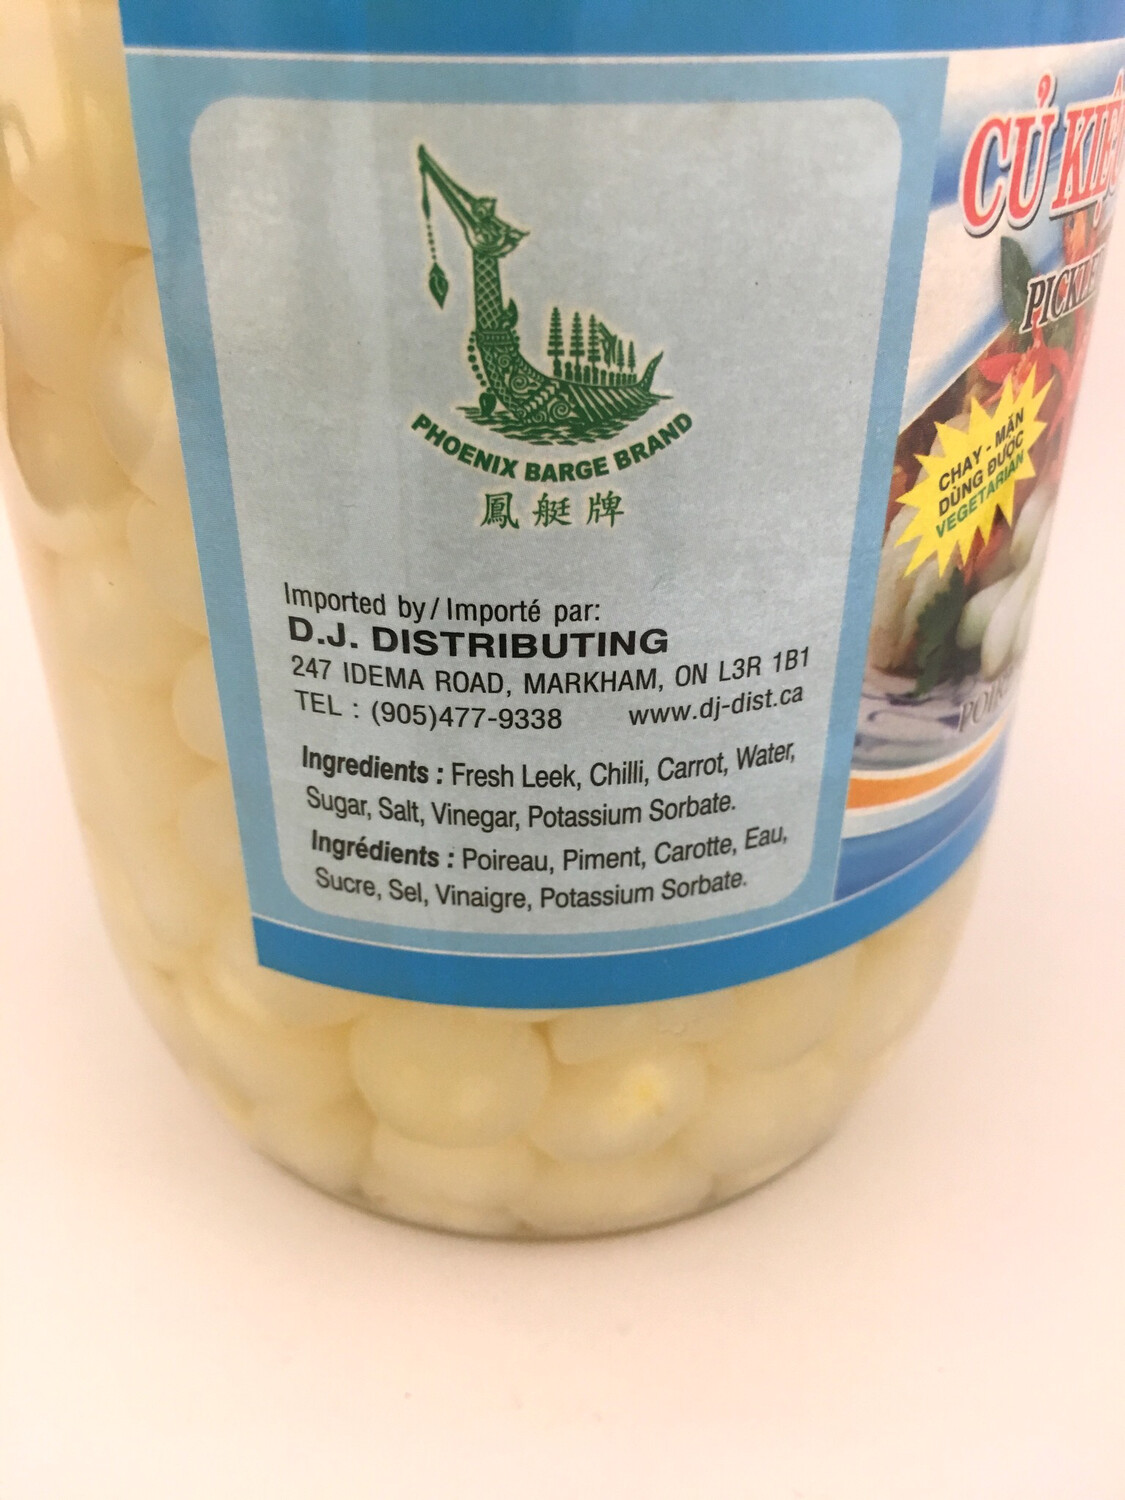 PHOENIX BARGE BRAND
鳳艇牌
Imported by / Importé par:
D.J. DISTRIBUTING
247 IDEMA ROAD, MARKHAM, ON L3R 1B1
TEL : (905)477-9338 www.dj-dist.ca
Ingredients : Fresh Leek, Chilli, Carrot, Water,
Sugar, Salt, Vinegar, Potassium Sorbate.
Ingrédients : Poireau, Piment, Carotte, Eau,
Sucre, Sel, Vinaigre, Potassium Sorbate.
CỦ KIỆU
CHAY - MẶN
DÙNG ĐƯỢC
VEGETARIAN